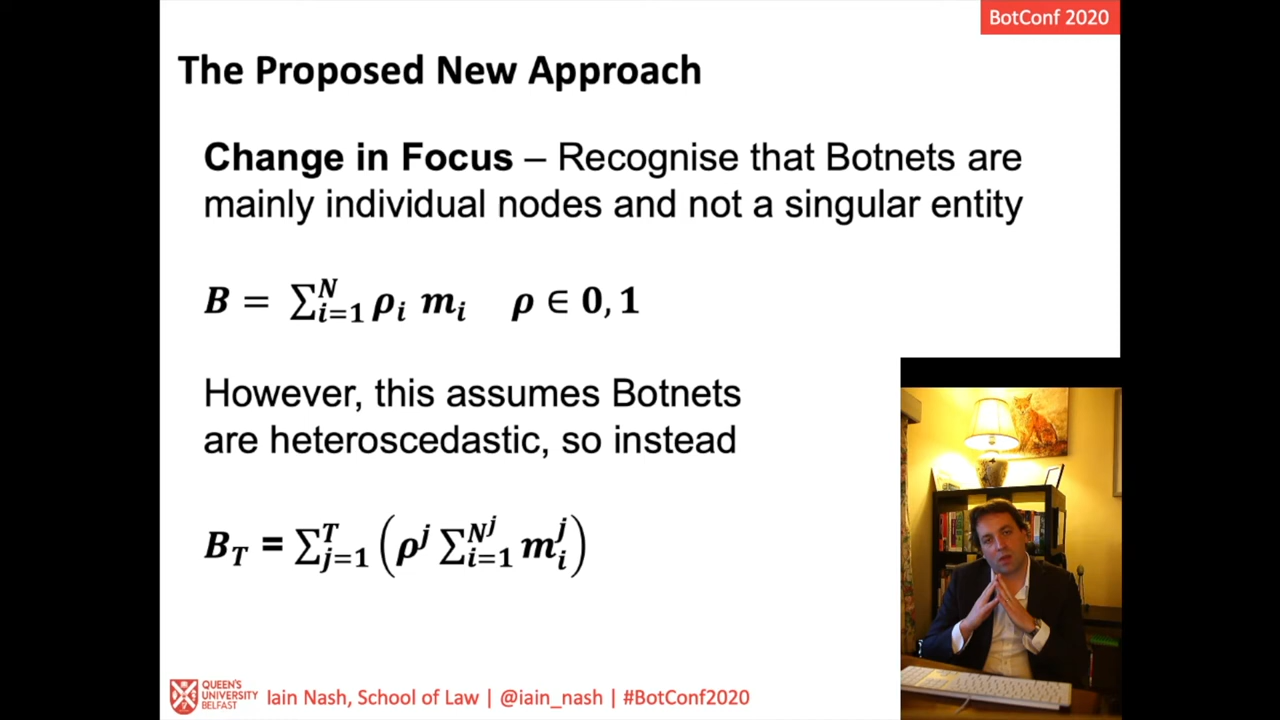 BotConf 2020
The Proposed New Approach
Change in Focus – Recognise that Botnets are
mainly individual nodes and not a singular entity
B = ∑_{i=1}^{N} ρ_i m_i   ρ ∈ 0, 1
However, this assumes Botnets
are heteroscedastic, so instead
B_T = ∑_{j=1}^{T} (ρ^j ∑_{i=1}^{N^j} m_i^j)
QUEEN'S
UNIVERSITY
BELFAST
Iain Nash, School of Law | @iain_nash | #BotConf2020